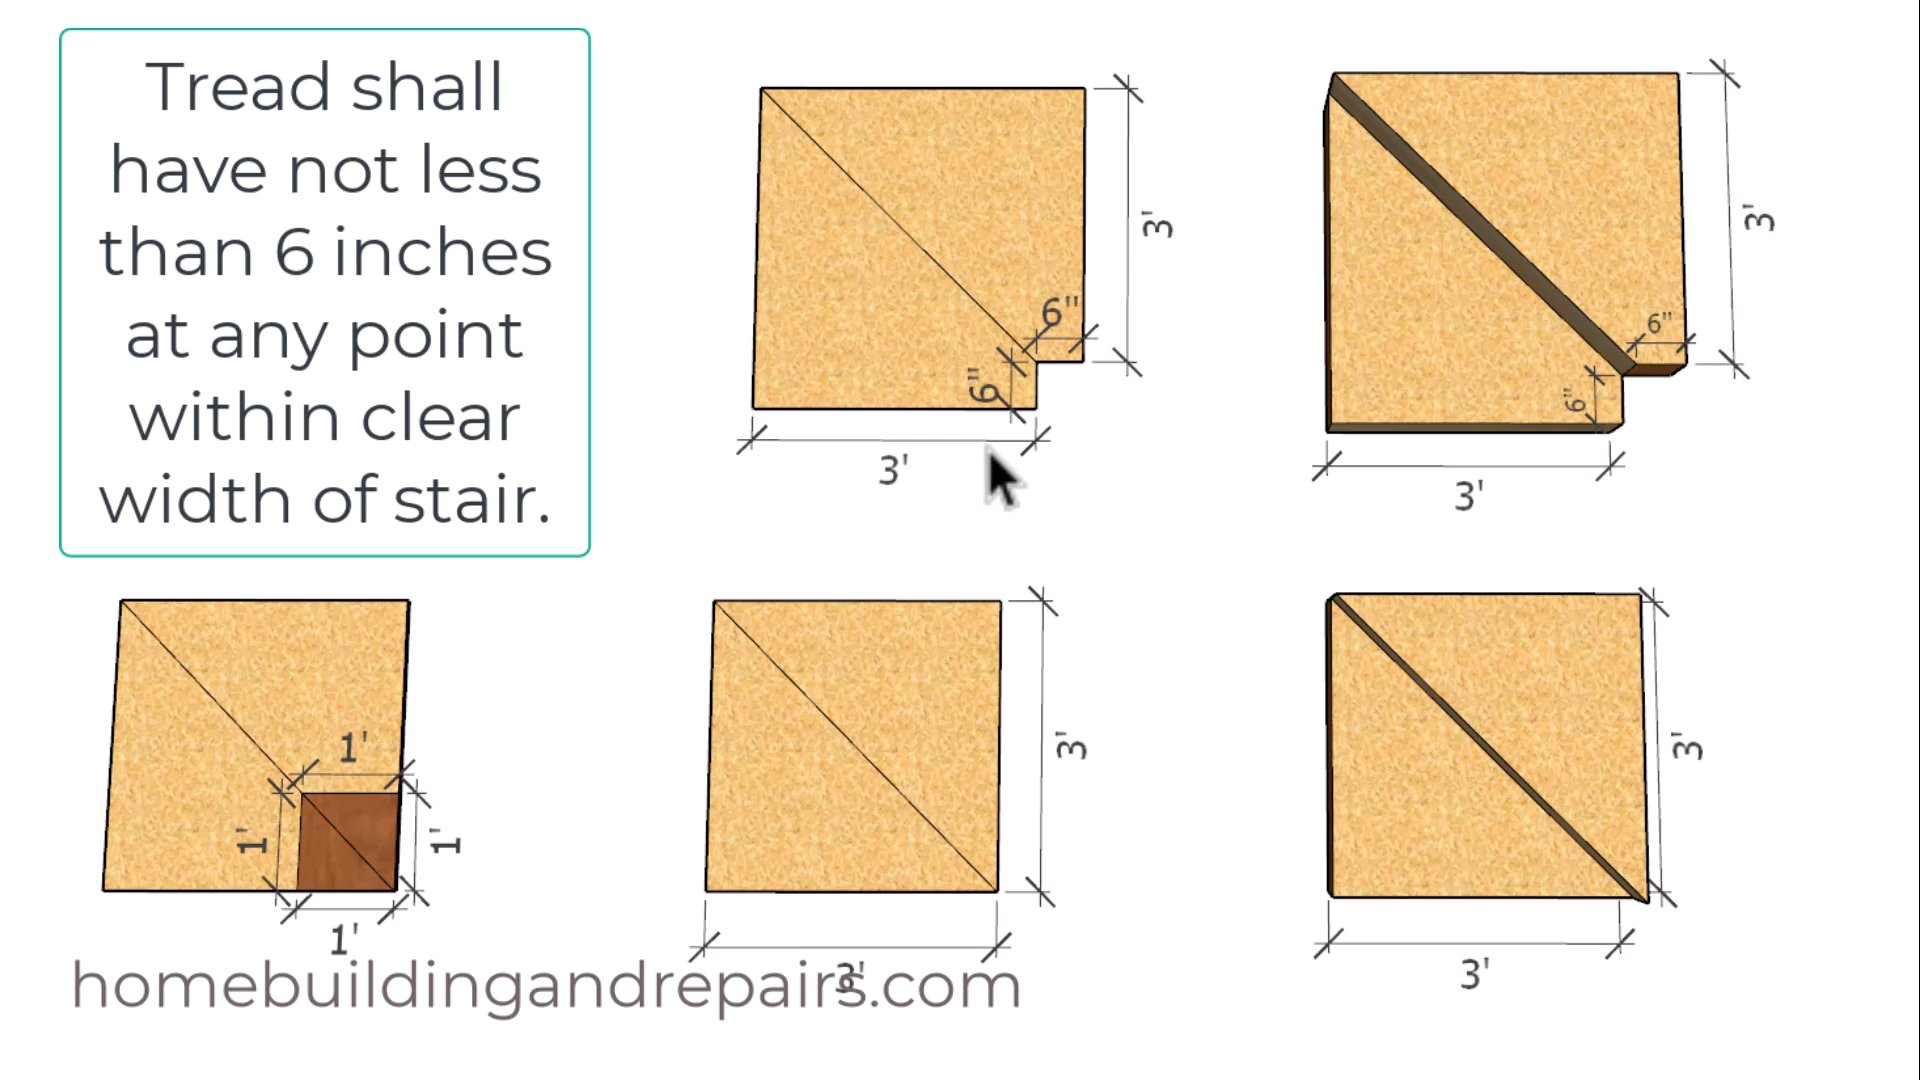 Tread shall
have not less
than 6 inches
at any point
within clear
width of stair.
3'
6"
6"
3'
3'
6"
6"
3'
1'
1'
1'
1'
3'
3'
3'
3'
homebuildingandrepairs.com